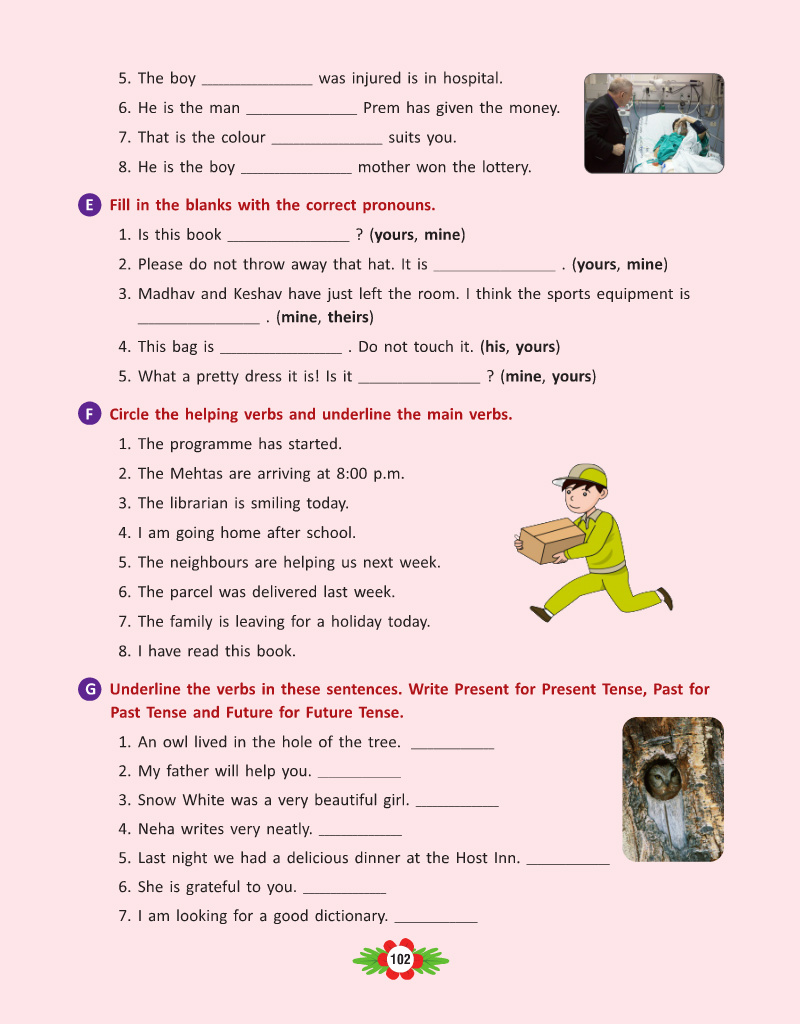 5. The boy ______________ was injured is in hospital.
6. He is the man ______________ Prem has given the money.
7. That is the colour ______________ suits you.
8. He is the boy ______________ mother won the lottery.
E Fill in the blanks with the correct pronouns.
1. Is this book _______________ ? (yours, mine)
2. Please do not throw away that hat. It is _______________ . (yours, mine)
3. Madhav and Keshav have just left the room. I think the sports equipment is
_______________ . (mine, theirs)
4. This bag is _______________ . Do not touch it. (his, yours)
5. What a pretty dress it is! Is it _______________ ? (mine, yours)
F Circle the helping verbs and underline the main verbs.
1. The programme has started.
2. The Mehtas are arriving at 8:00 p.m.
3. The librarian is smiling today.
4. I am going home after school.
5. The neighbours are helping us next week.
6. The parcel was delivered last week.
7. The family is leaving for a holiday today.
8. I have read this book.
G Underline the verbs in these sentences. Write Present for Present Tense, Past for
Past Tense and Future for Future Tense.
1. An owl lived in the hole of the tree. __________
2. My father will help you. __________
3. Snow White was a very beautiful girl. __________
4. Neha writes very neatly. __________
5. Last night we had a delicious dinner at the Host Inn. __________
6. She is grateful to you. __________
7. I am looking for a good dictionary. __________
102